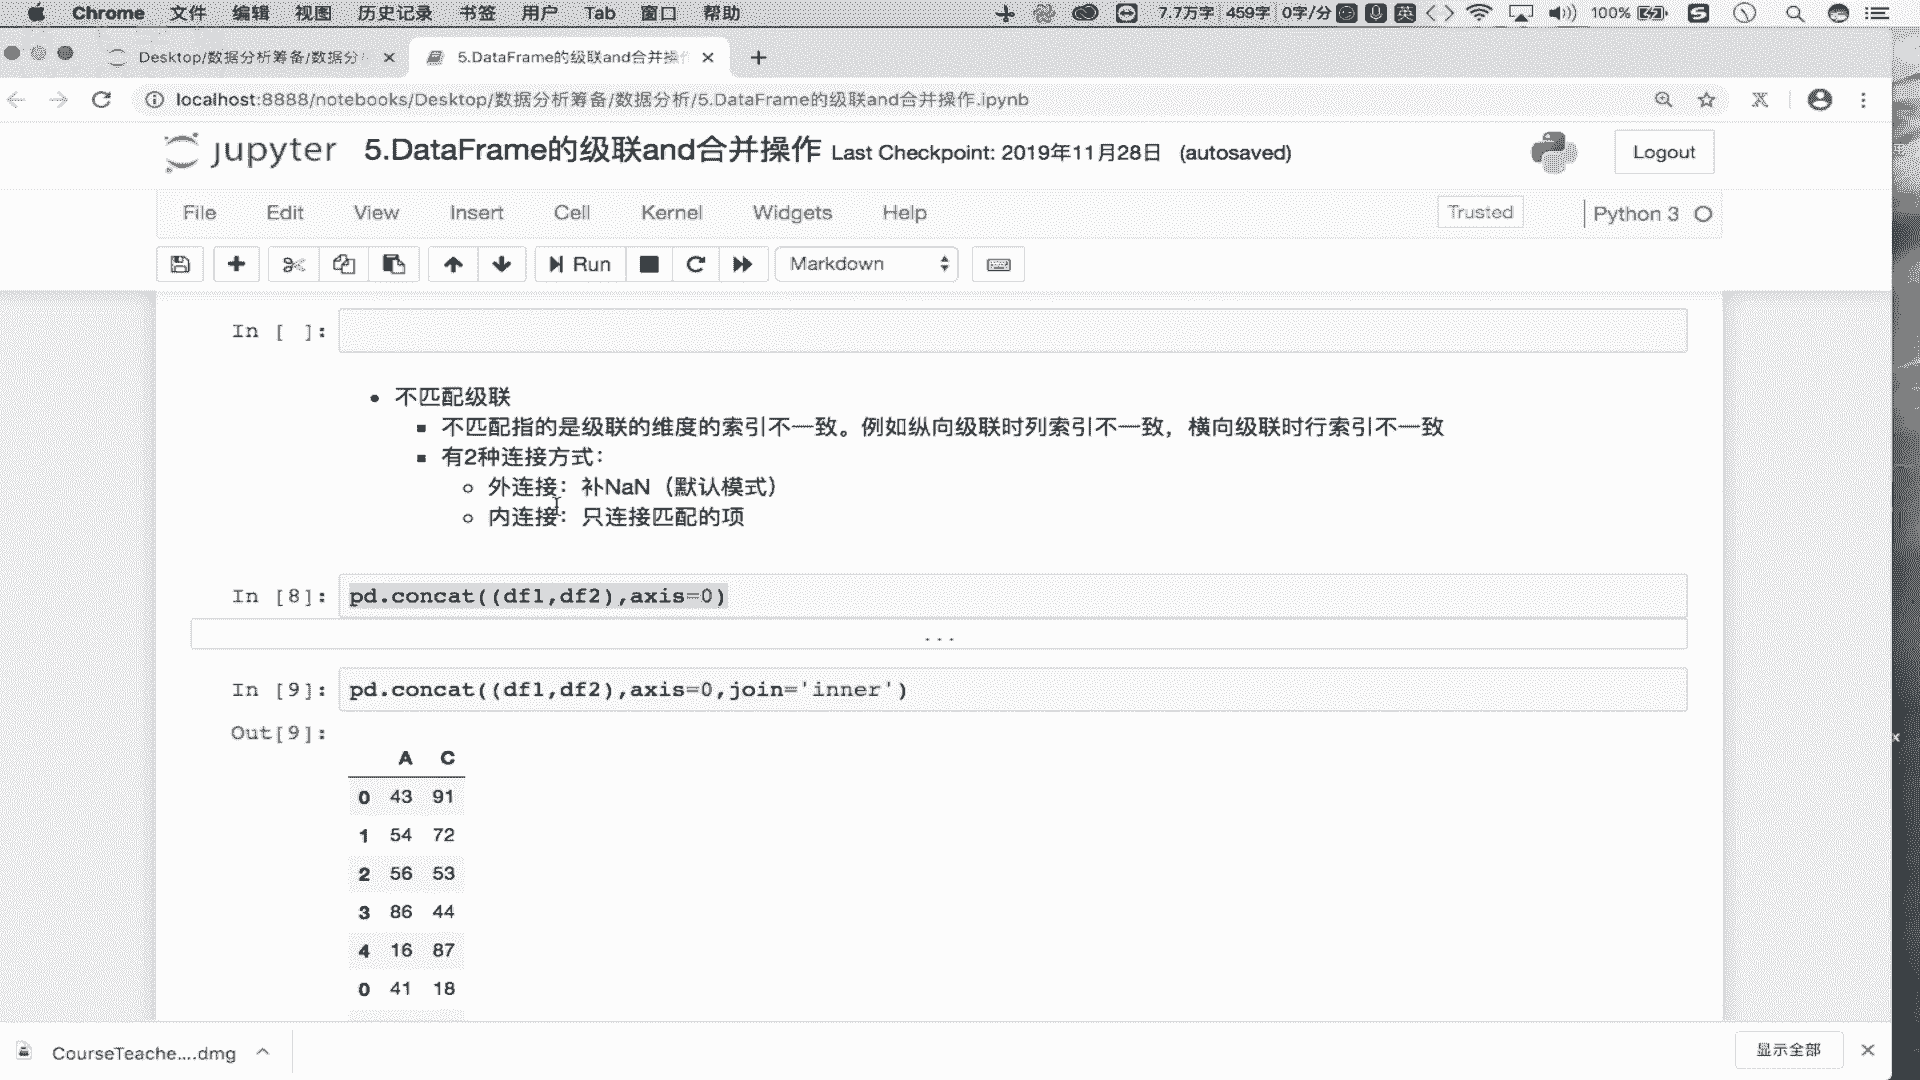 Chrome 文件 编辑 视图 历史记录 书签 用户 Tab 窗口 帮助 7.7万字 459字 0字/分 英 100%
Desktop/数据分析筹备/数据分 5.DataFrame的级联and合并操
localhost:8888/notebooks/Desktop/数据分析筹备/数据分析/5.DataFrame的级联and合并操作.ipynb
jupyter 5.DataFrame的级联and合并操作 Last Checkpoint: 2019年11月28日 (autosaved) Logout
File Edit View Insert Cell Kernel Widgets Help Trusted Python 3
Run Markdown
In [ ]:
不匹配级联
不匹配指的是级联的维度的索引不一致。例如纵向级联时列索引不一致，横向级联时行索引不一致
有2种连接方式：
外连接：补NaN（默认模式）
内连接：只连接匹配的项
In [8]: pd.concat((df1,df2),axis=0)
...
In [9]: pd.concat((df1,df2),axis=0,join='inner')
Out[9]:
A C
0 43 91
1 54 72
2 56 53
3 86 44
4 16 87
0 41 18
CourseTeache....dmg 显示全部